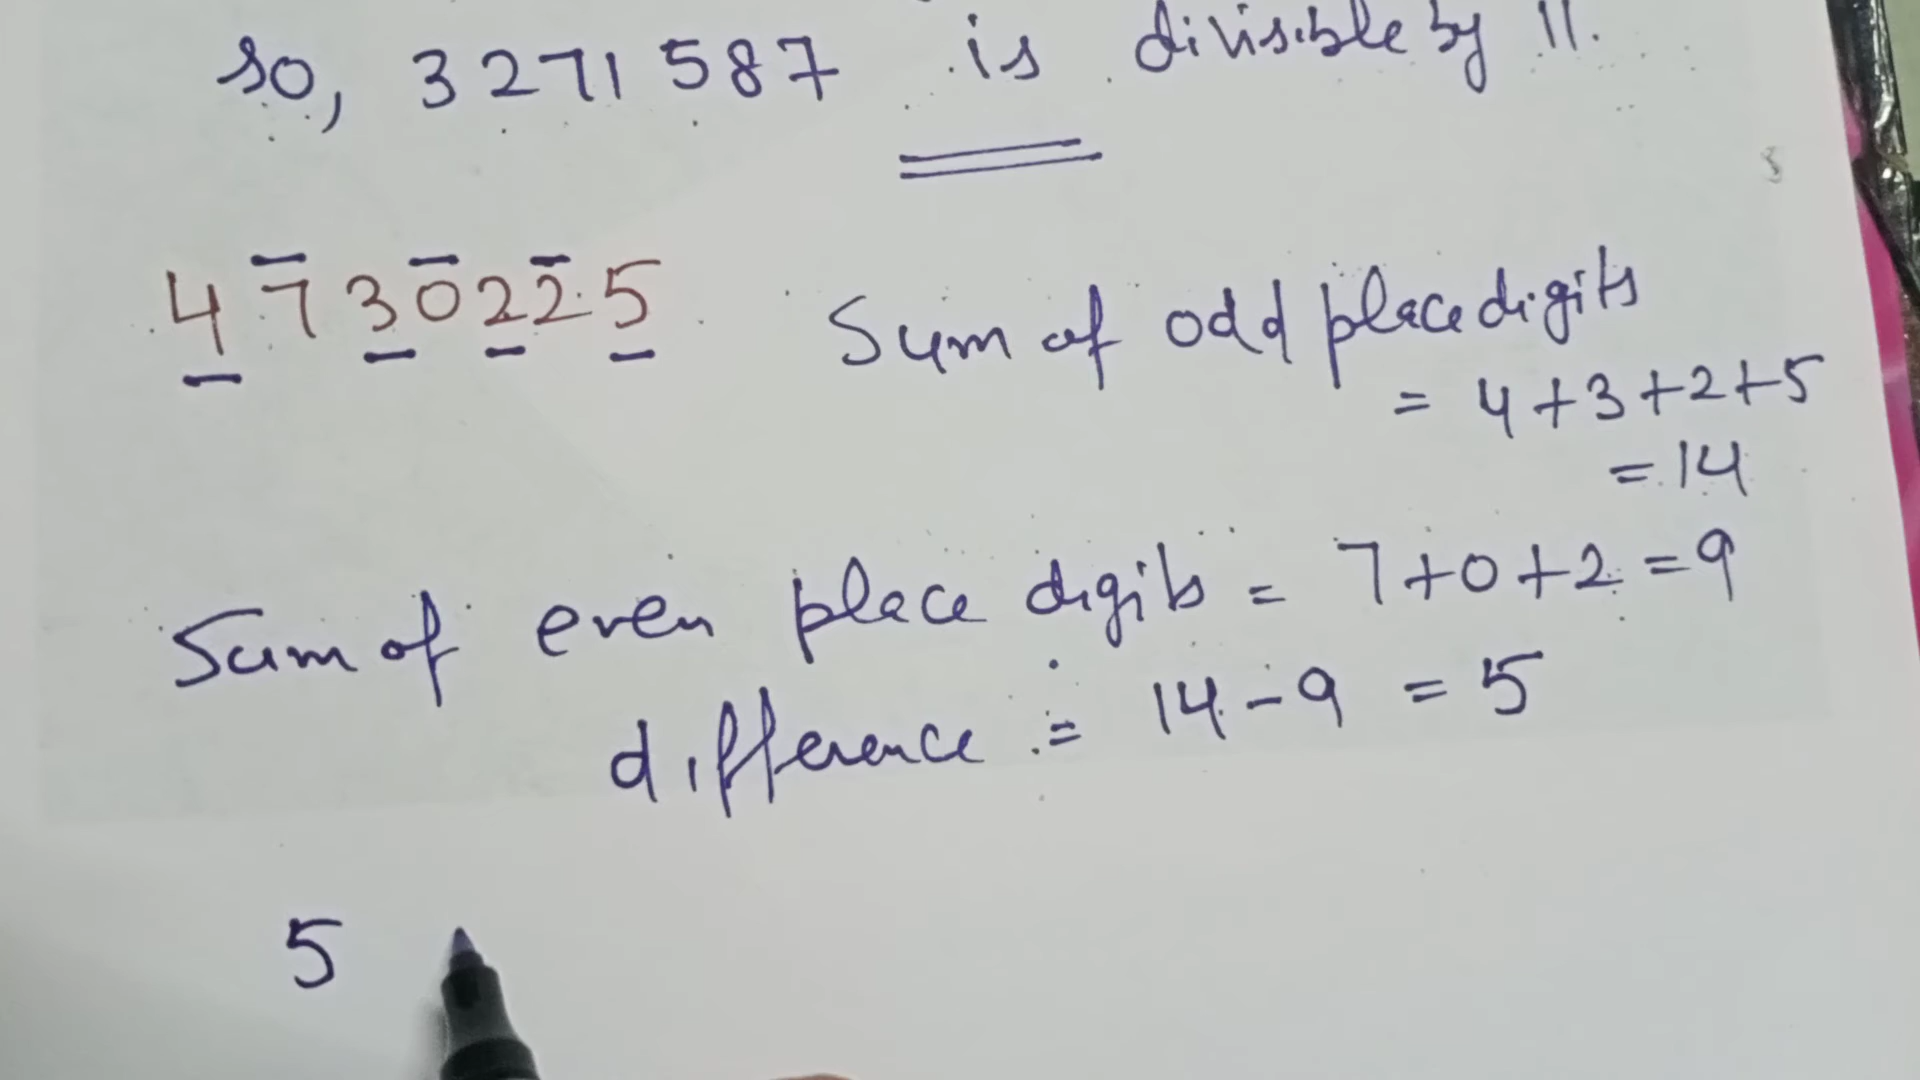 so, 3271587 is divisible by 11.
4730225 Sum of odd place digits
= 4+3+2+5
= 14
Sum of even place digits = 7+0+2 = 9
difference = 14-9 = 5
5